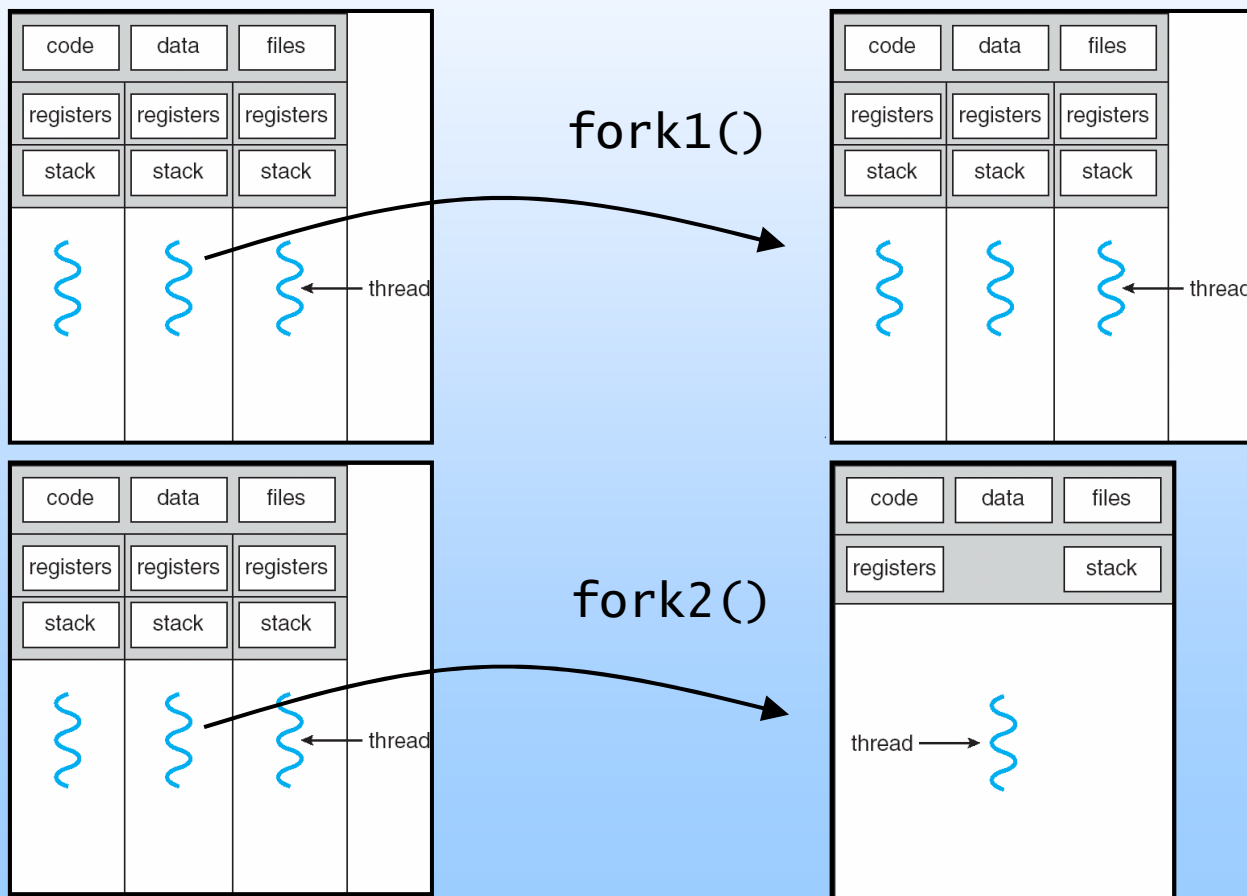 code data files
registers registers registers
stack stack stack
thread
fork1()
code data files
registers registers registers
stack stack stack
thread
code data files
registers registers registers
stack stack stack
thread
fork2()
code data files
registers stack
thread